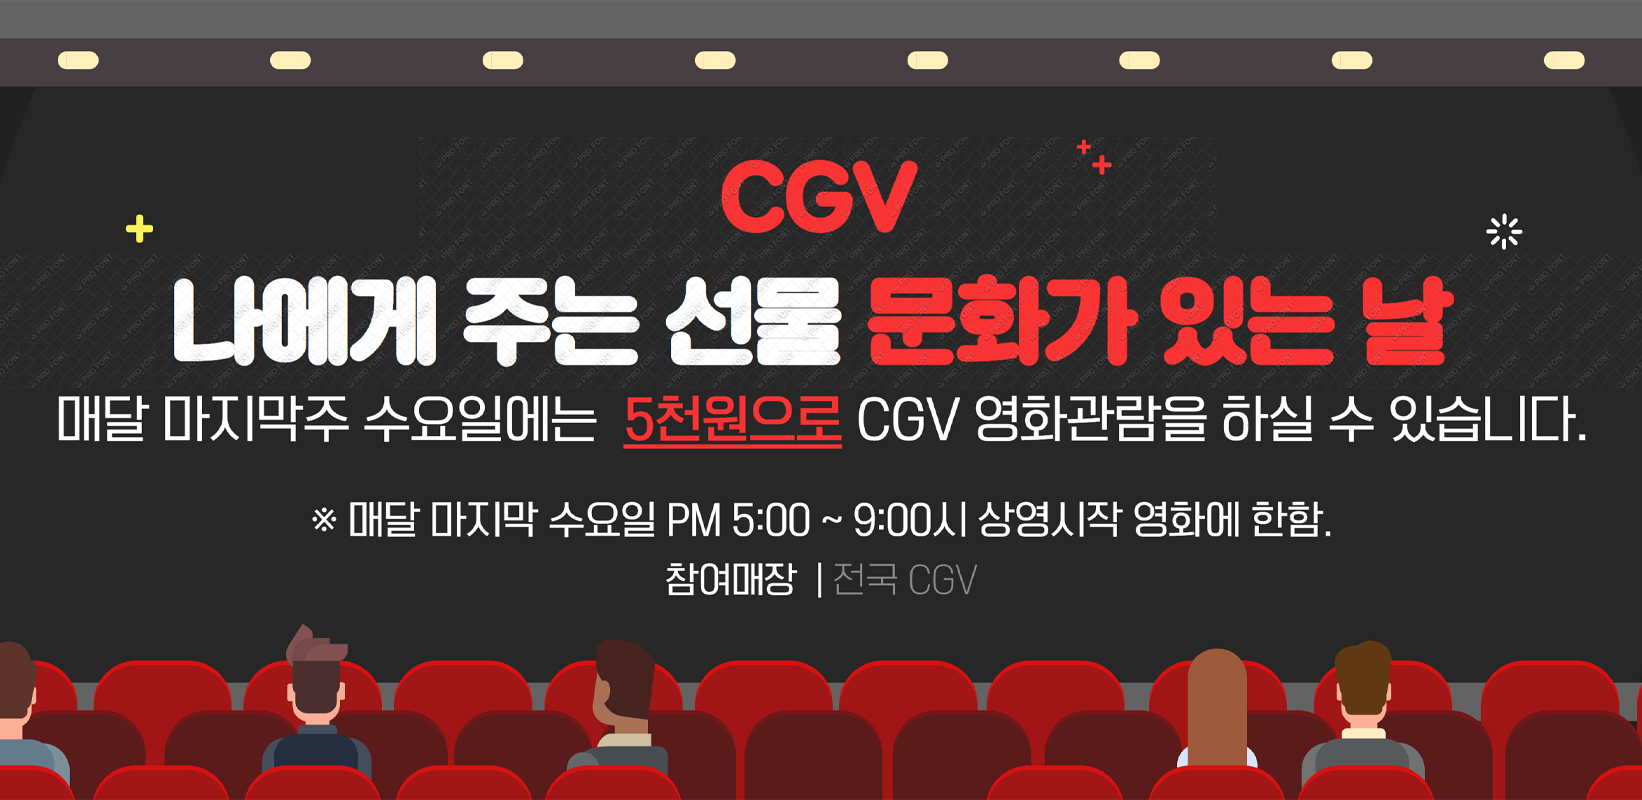 CGV
나에게 주는 선물 문화가 있는 날
매달 마지막주 수요일에는 5천원으로 CGV 영화관람을 하실 수 있습니다.
※ 매달 마지막 수요일 PM 5:00 ~ 9:00시 상영시작 영화에 한함.
참여매장 | 전국 CGV